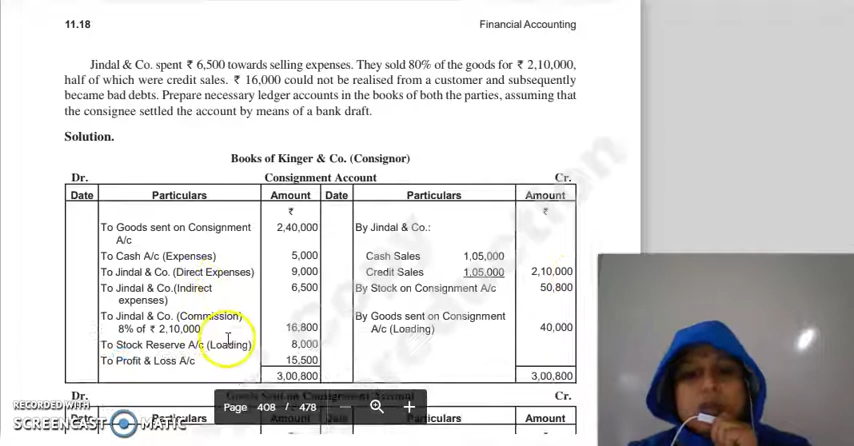 11.18 Financial Accounting
Jindal & Co. spent ₹ 6,500 towards selling expenses. They sold 80% of the goods for ₹ 2,10,000,
half of which were credit sales. ₹ 16,000 could not be realised from a customer and subsequently
became bad debts. Prepare necessary ledger accounts in the books of both the parties, assuming that
the consignee settled the account by means of a bank draft.
Solution.
Books of Kinger & Co. (Consignor)
Dr. Consignment Account Cr.
Date Particulars Amount Date Particulars Amount
₹ ₹
To Goods sent on Consignment 2,40,000 By Jindal & Co.:
A/c
To Cash A/c (Expenses) 5,000 Cash Sales 1,05,000
To Jindal & Co. (Direct Expenses) 9,000 Credit Sales 1,05,000 2,10,000
To Jindal & Co.(Indirect 6,500 By Stock on Consignment A/c 50,800
expenses)
To Jindal & Co. (Commission) By Goods sent on Consignment
8% of ₹ 2,10,000 16,800 A/c (Loading) 40,000
To Stock Reserve A/c (Loading) 8,000
To Profit & Loss A/c 15,500
3,00,800 3,00,800
Dr. Goods Sent on Consignment Account Cr.
Particulars Date Particulars Amount
Page 408 / 478
RECORDED WITH
SCREENCAST MATIC